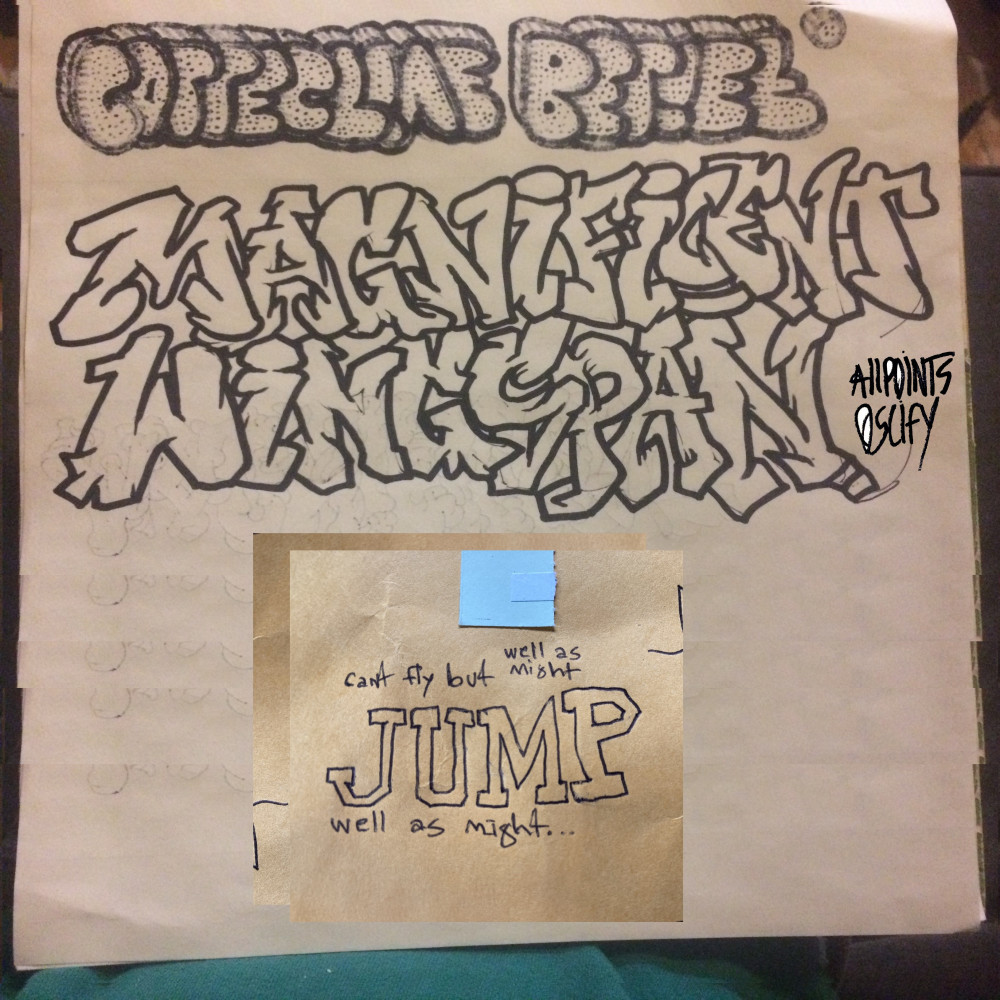 MAGNIFICENT
WINGSPAN
AllPOINTS
OSCIFY
well as
cant fly but might
JUMP
well as might...